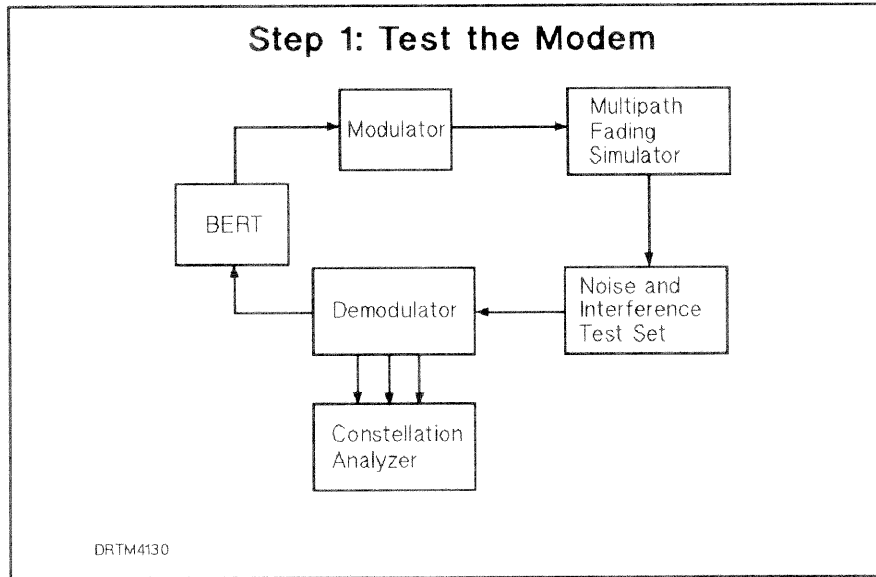 Step 1: Test the Modem
Modulator
Multipath
Fading
Simulator
BERT
Demodulator
Noise and
Interference
Test Set
Constellation
Analyzer
DRTM4130